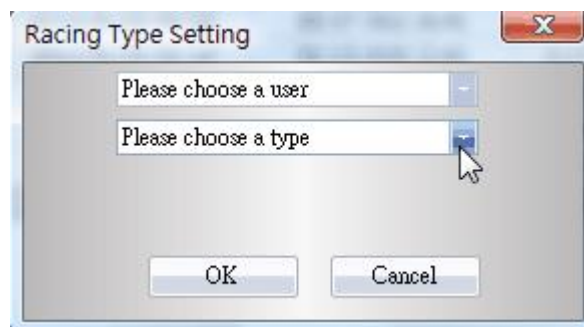 Racing Type Setting
Please choose a user
Please choose a type
OK
Cancel